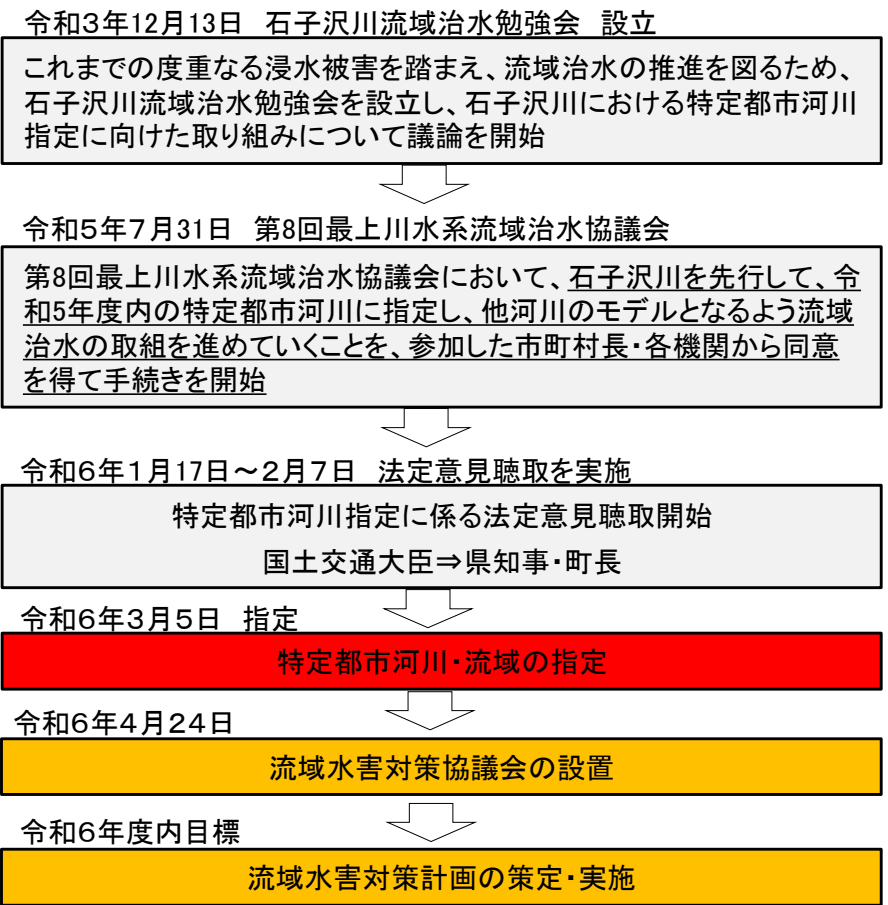 令和３年12月13日　石子沢川流域治水勉強会　設立
これまでの度重なる浸水被害を踏まえ、流域治水の推進を図るため、
石子沢川流域治水勉強会を設立し、石子沢川における特定都市河川
指定に向けた取り組みについて議論を開始
令和５年７月31日　第8回最上川水系流域治水協議会
第8回最上川水系流域治水協議会において、石子沢川を先行して、令
和5年度内の特定都市河川に指定し、他河川のモデルとなるよう流域
治水の取組を進めていくことを、参加した市町村長・各機関から同意
を得て手続きを開始
令和６年１月17日～２月７日　法定意見聴取を実施
特定都市河川指定に係る法定意見聴取開始
国土交通大臣⇒県知事・町長
令和６年３月５日　指定
特定都市河川・流域の指定
令和６年４月２４日
流域水害対策協議会の設置
令和６年度内目標
流域水害対策計画の策定・実施